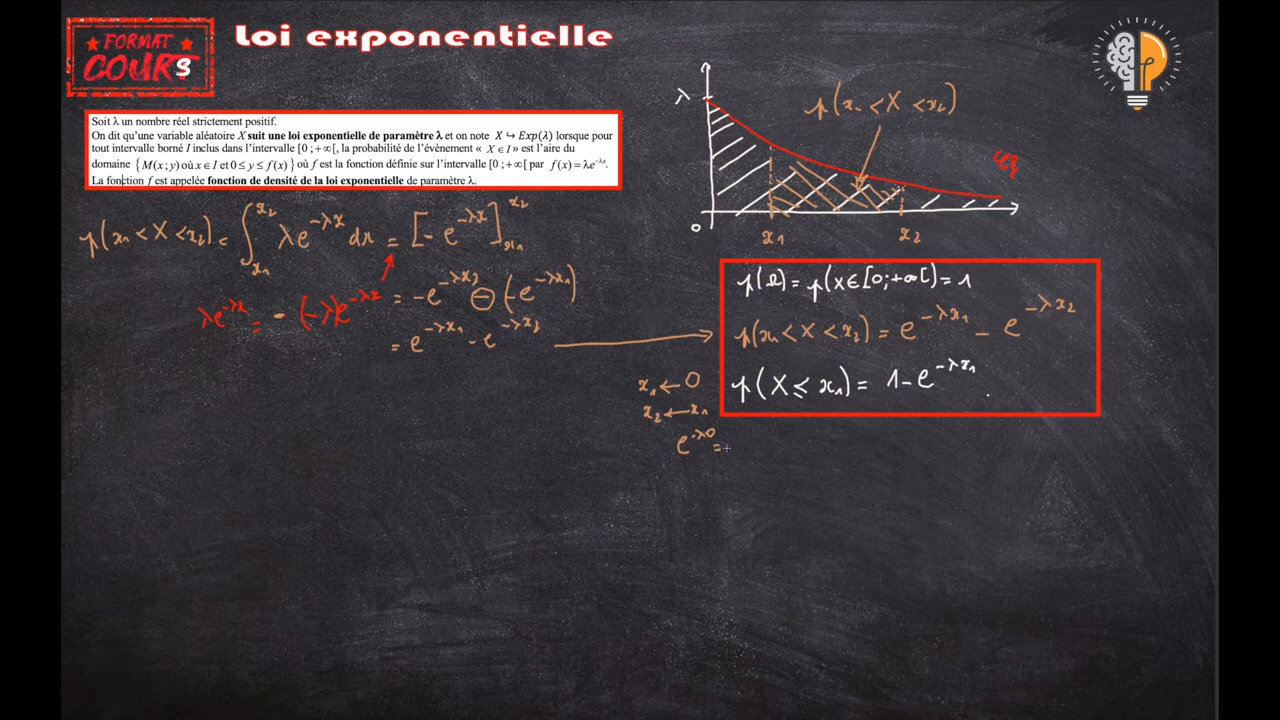 FORMAT
COURS
Loi exponentielle
Soit λ un nombre réel strictement positif.
On dit qu'une variable aléatoire X suit une loi exponentielle de paramètre λ et on note X ↪ Exp(λ) lorsque pour
tout intervalle borné I inclus dans l'intervalle [0 ; +∞[, la probabilité de l'évènement « X ∈ I » est l'aire du
domaine { M(x ; y) où x ∈ I et 0 ≤ y ≤ f(x) } où f est la fonction définie sur l'intervalle [0 ; +∞[ par f(x) = λe^{-λx}.
La fonction f est appelée fonction de densité de la loi exponentielle de paramètre λ.
λ
p(x₁ < X < x₂)
C_f
0
x₁
x₂
p(x₁ < X < x₂) = ∫_{x₁}^{x₂} λe^{-λx} dx = [-e^{-λx}]_{x₁}^{x₂}
λe^{-λx} = -(-λ)e^{-λx}
= -e^{-λx₂} - (-e^{-λx₁})
= e^{-λx₁} - e^{-λx₂}
p(Ω) = p(X ∈ [0 ; +∞[) = 1
p(x₁ < X < x₂) = e^{-λx₁} - e^{-λx₂}
p(X ≤ x₁) = 1 - e^{-λx₁}
x₁ ← 0
x₂ ← x₁
e^{-λ0} =